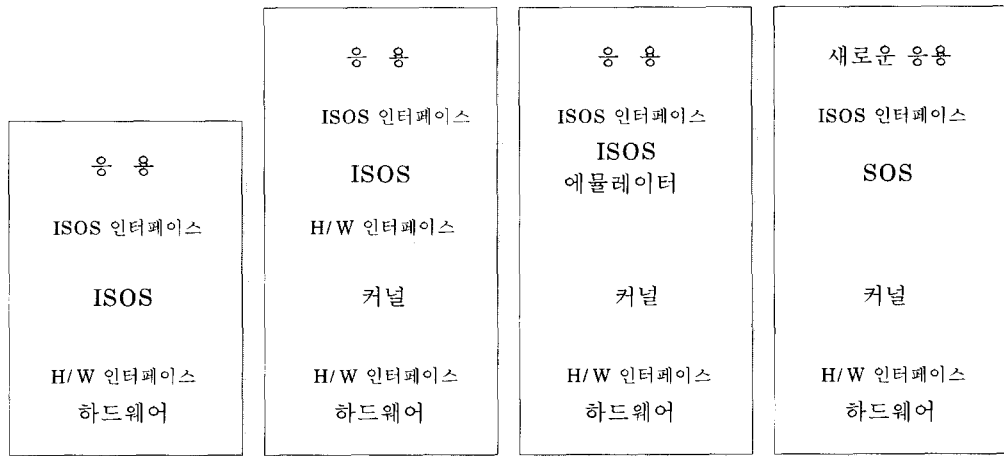 응 용
ISOS 인터페이스
ISOS
H/W 인터페이스
하드웨어
응 용
ISOS 인터페이스
ISOS
H/W 인터페이스
커널
H/W 인터페이스
하드웨어
응 용
ISOS 인터페이스
ISOS
에뮬레이터
커널
H/W 인터페이스
하드웨어
새로운 응용
ISOS 인터페이스
SOS
커널
H/W 인터페이스
하드웨어